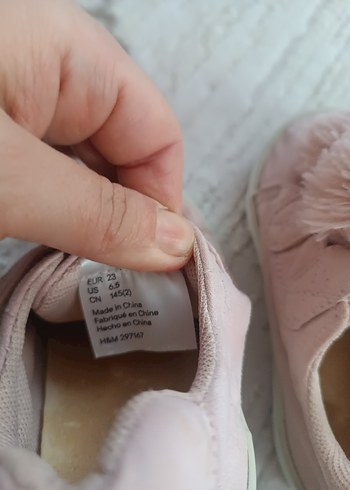 EUR 23
US 6,5
CN 145(2)
Made in China
Fabriqué en Chine
Hecho en China
H&M 297167